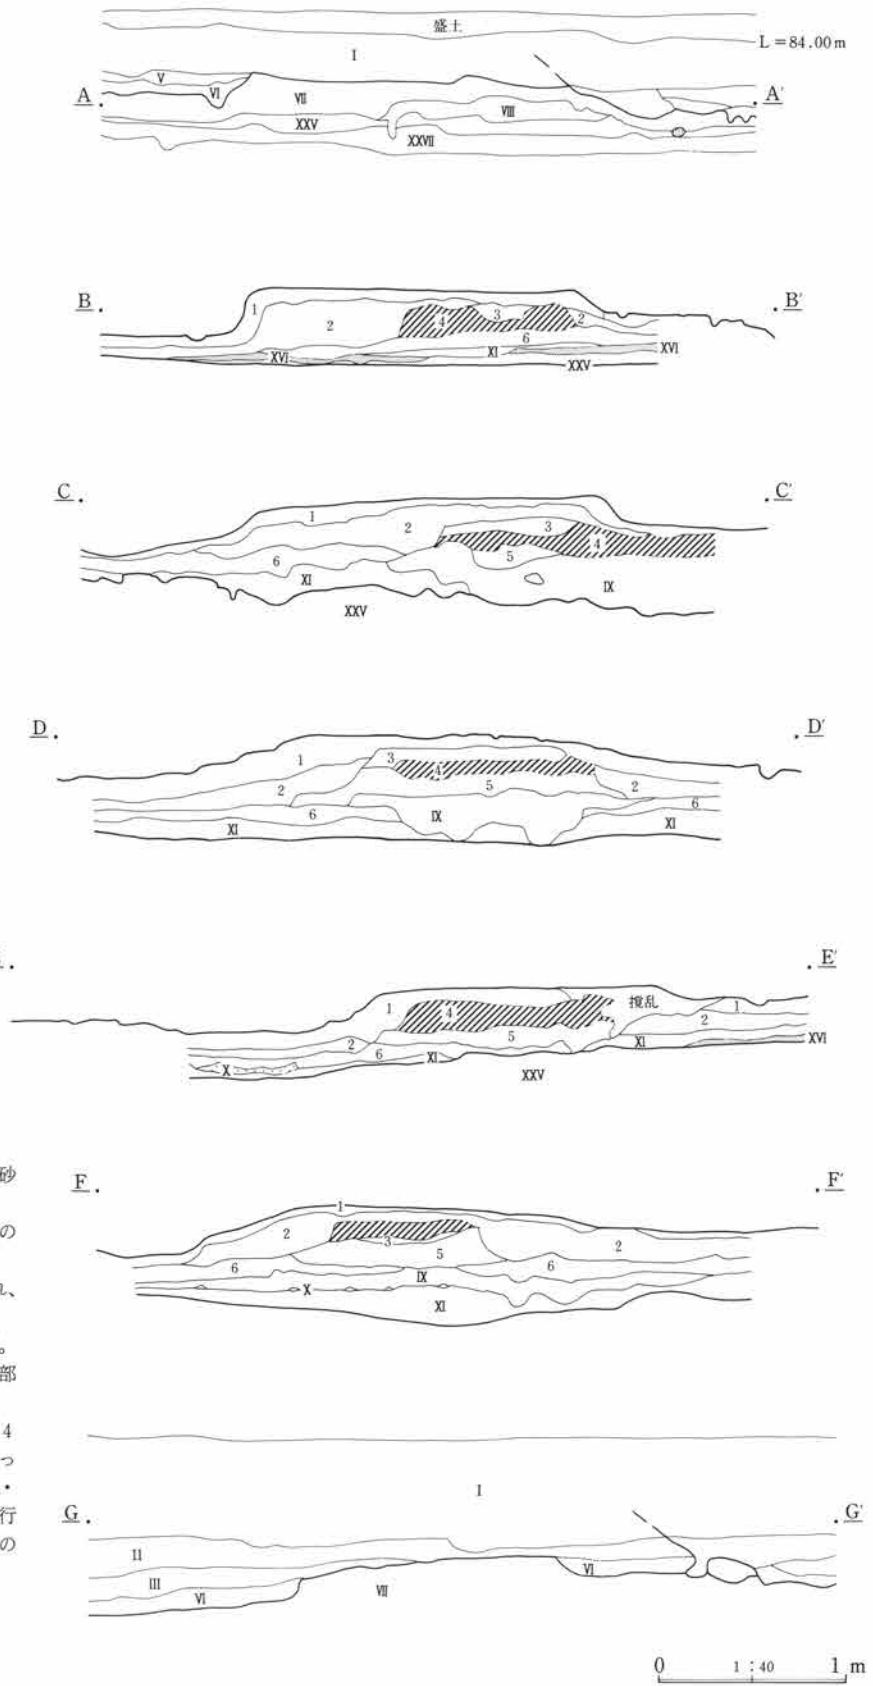 盛土
L＝84.00m
I
V
VI
VII
VIII
A
A′
XXV
XXVII
B
B′
1
2
4
3
2
6
XVI
XI
XVI
XXV
C
C′
1
2
3
4
5
6
XI
IX
XXV
D
D′
1
3
4
2
5
2
6
IX
6
XI
XI
E′
1
4
撹乱
1
2
2
5
6
XI
XI
XVI
X
XXV
砂
F
F′
1
の
2
3
2
5
6
6
れ、
IX
X
XI
。
部
4
っ
I
・
行
G
G′
の
II
III
VI
VII
VI
0 1:40 1m